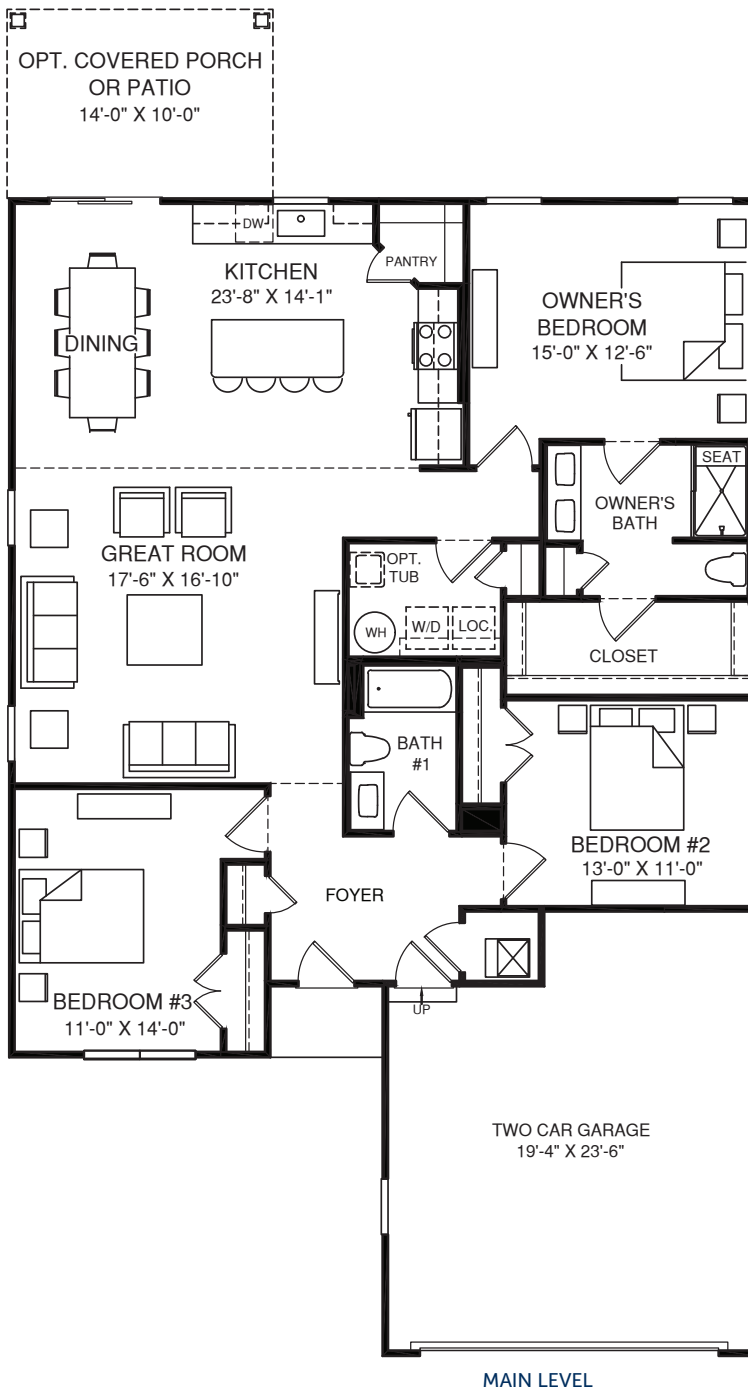 OPT. COVERED PORCH
OR PATIO
14'-0" X 10'-0"
DW
PANTRY
KITCHEN
23'-8" X 14'-1"
DINING
OWNER'S
BEDROOM
15'-0" X 12'-6"
SEAT
OWNER'S
BATH
GREAT ROOM
17'-6" X 16'-10"
OPT.
TUB
WH
W/D
LOC.
CLOSET
BATH
#1
BEDROOM #2
13'-0" X 11'-0"
FOYER
BEDROOM #3
11'-0" X 14'-0"
UP
TWO CAR GARAGE
19'-4" X 23'-6"
MAIN LEVEL